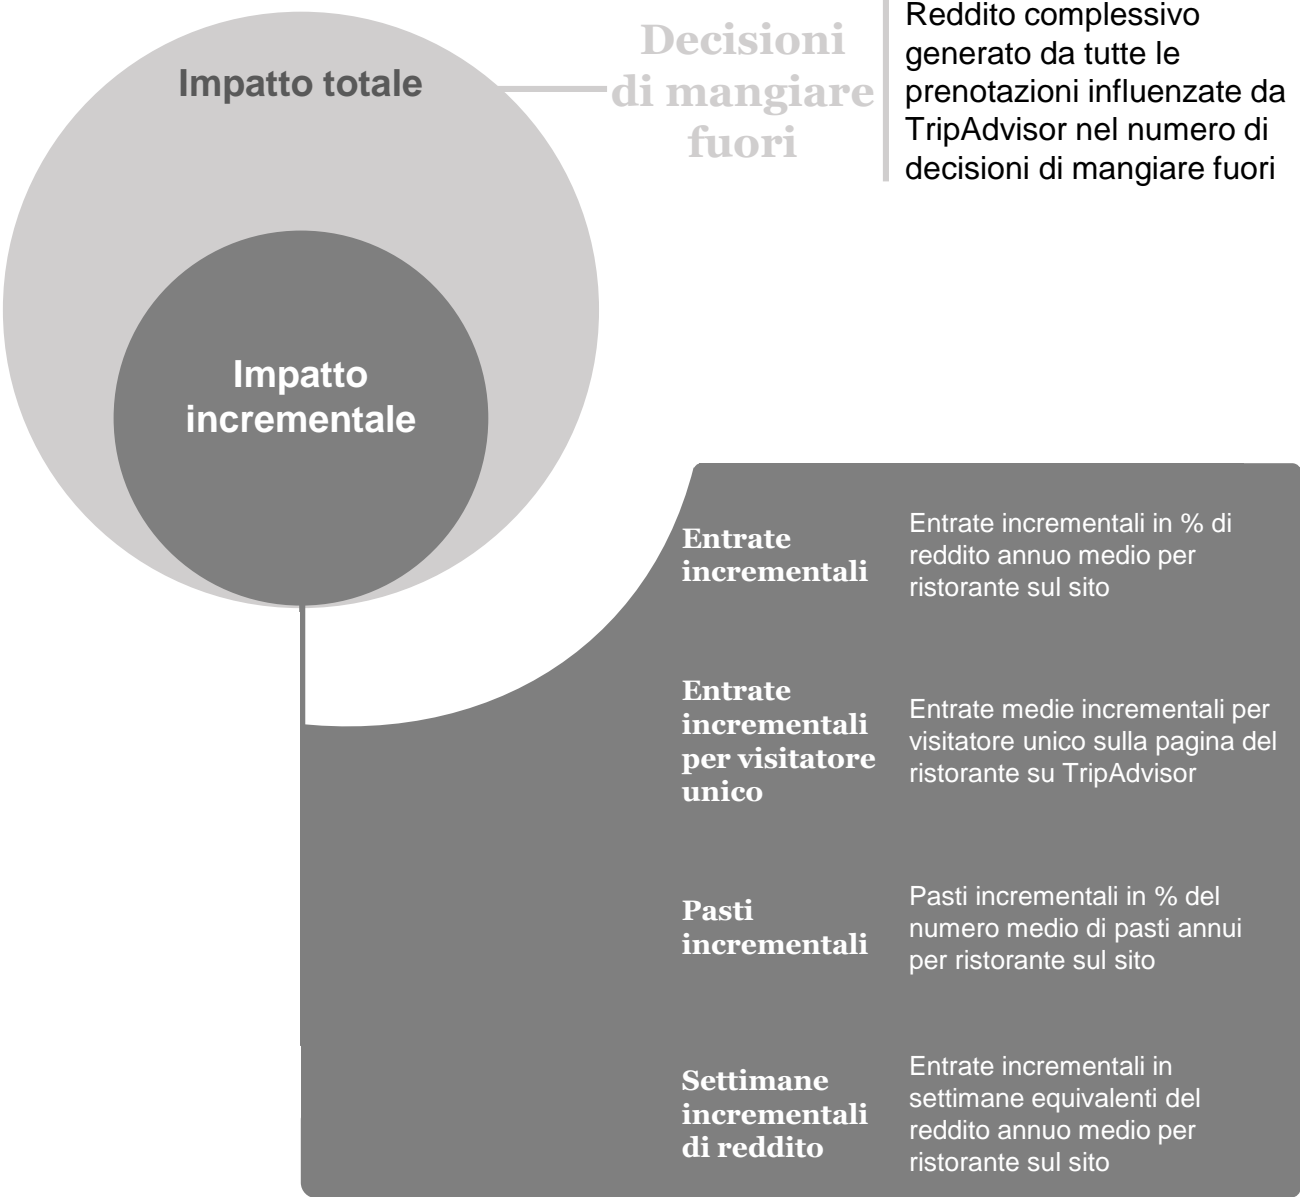 Impatto totale
Decisioni
di mangiare
fuori
Reddito complessivo
generato da tutte le
prenotazioni influenzate da
TripAdvisor nel numero di
decisioni di mangiare fuori
Impatto
incrementale
Entrate
incrementali
Entrate incrementali in % di
reddito annuo medio per
ristorante sul sito
Entrate
incrementali
per visitatore
unico
Entrate medie incrementali per
visitatore unico sulla pagina del
ristorante su TripAdvisor
Pasti
incrementali
Pasti incrementali in % del
numero medio di pasti annui
per ristorante sul sito
Settimane
incrementali
di reddito
Entrate incrementali in
settimane equivalenti del
reddito annuo medio per
ristorante sul sito